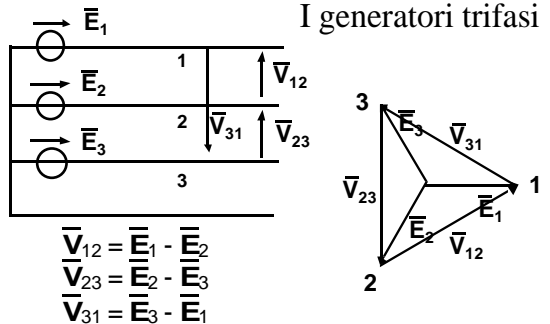 I generatori trifasi
E̅₁
1
V̅₁₂
E̅₂
2
V̅₃₁
V̅₂₃
E̅₃
3
3
E̅₃
V̅₃₁
1
V̅₂₃
E̅₁
E̅₂
V̅₁₂
2
V̅₁₂ = E̅₁ - E̅₂
V̅₂₃ = E̅₂ - E̅₃
V̅₃₁ = E̅₃ - E̅₁